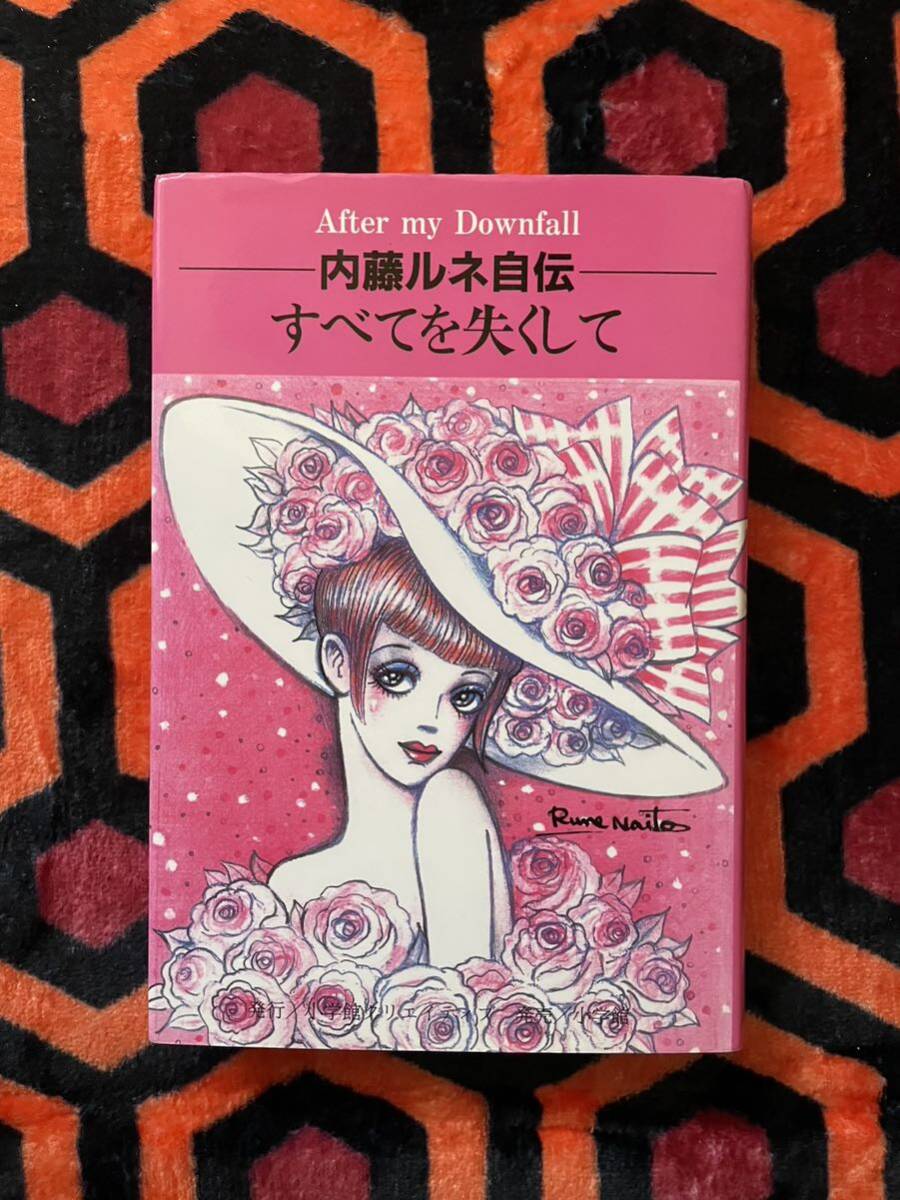 After my Downfall
内藤ルネ自伝
すべてを失くして
Rune Naito
発行/小学館クリエイティブ 発売/小学館